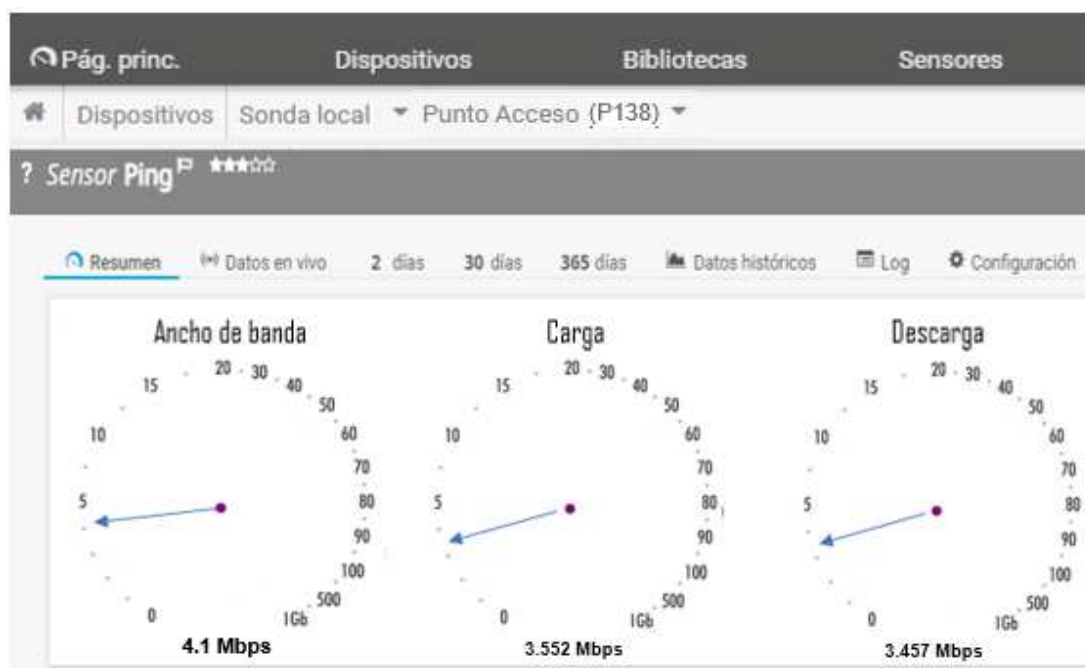 Pág. princ. Dispositivos Bibliotecas Sensores
Dispositivos Sonda local Punto Acceso (P138)
? Sensor Ping
Resumen Datos en vivo 2 días 30 días 365 días Datos históricos Log Configuración
Ancho de banda
0 5 10 15 20 30 40 50 60 70 80 90 100 500 1Gb
4.1 Mbps
Carga
0 5 10 15 20 30 40 50 60 70 80 90 100 500 1Gb
3.552 Mbps
Descarga
0 5 10 15 20 30 40 60 70 80 90 100 500 1Gb
3.457 Mbps